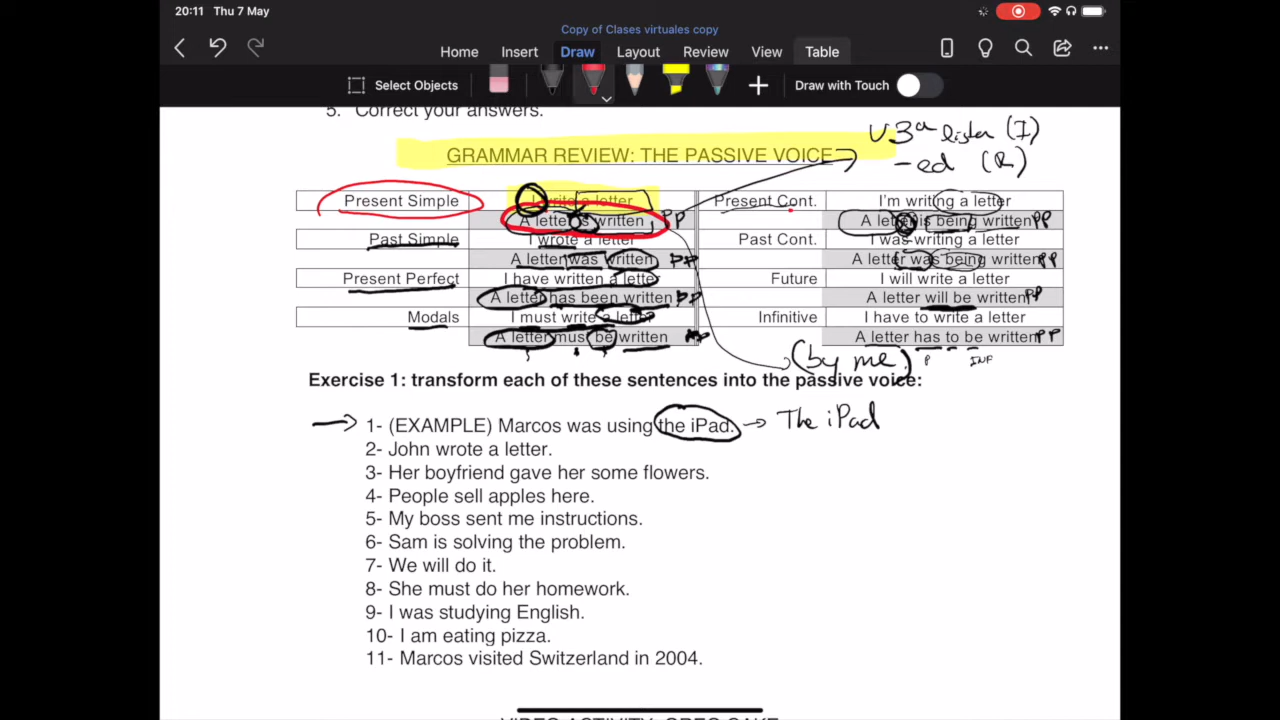 20:11 Thu 7 May
Copy of Clases virtuales copy
Home Insert Draw Layout Review View Table
Select Objects Draw with Touch
5. Correct your answers.
V 3ª lista (I)
GRAMMAR REVIEW: THE PASSIVE VOICE
-ed (R)
Present Simple I write a letter Present Cont. I'm writing a letter
A letter is written PP A letter is being written PP
Past Simple I wrote a letter Past Cont. I was writing a letter
A letter was written PP A letter was being written PP
Present Perfect I have written a letter Future I will write a letter
A letter has been written PP A letter will be written PP
Modals I must write a letter Infinitive I have to write a letter
A letter must be written PP A letter has to be written PP
(by me) P INF
Exercise 1: transform each of these sentences into the passive voice:
1- (EXAMPLE) Marcos was using the iPad. → The iPad
2- John wrote a letter.
3- Her boyfriend gave her some flowers.
4- People sell apples here.
5- My boss sent me instructions.
6- Sam is solving the problem.
7- We will do it.
8- She must do her homework.
9- I was studying English.
10- I am eating pizza.
11- Marcos visited Switzerland in 2004.
VIDEO ACTIVITY: GREG CAKE